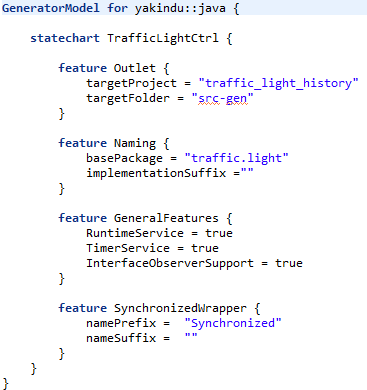 GeneratorModel for yakindu::java {
statechart TrafficLightCtrl {
feature Outlet {
targetProject = "traffic_light_history"
targetFolder = "src-gen"
}
feature Naming {
basePackage = "traffic.light"
implementationSuffix =""
}
feature GeneralFeatures {
RuntimeService = true
TimerService = true
InterfaceObserverSupport = true
}
feature SynchronizedWrapper {
namePrefix =  "Synchronized"
nameSuffix =  ""
}
}
}